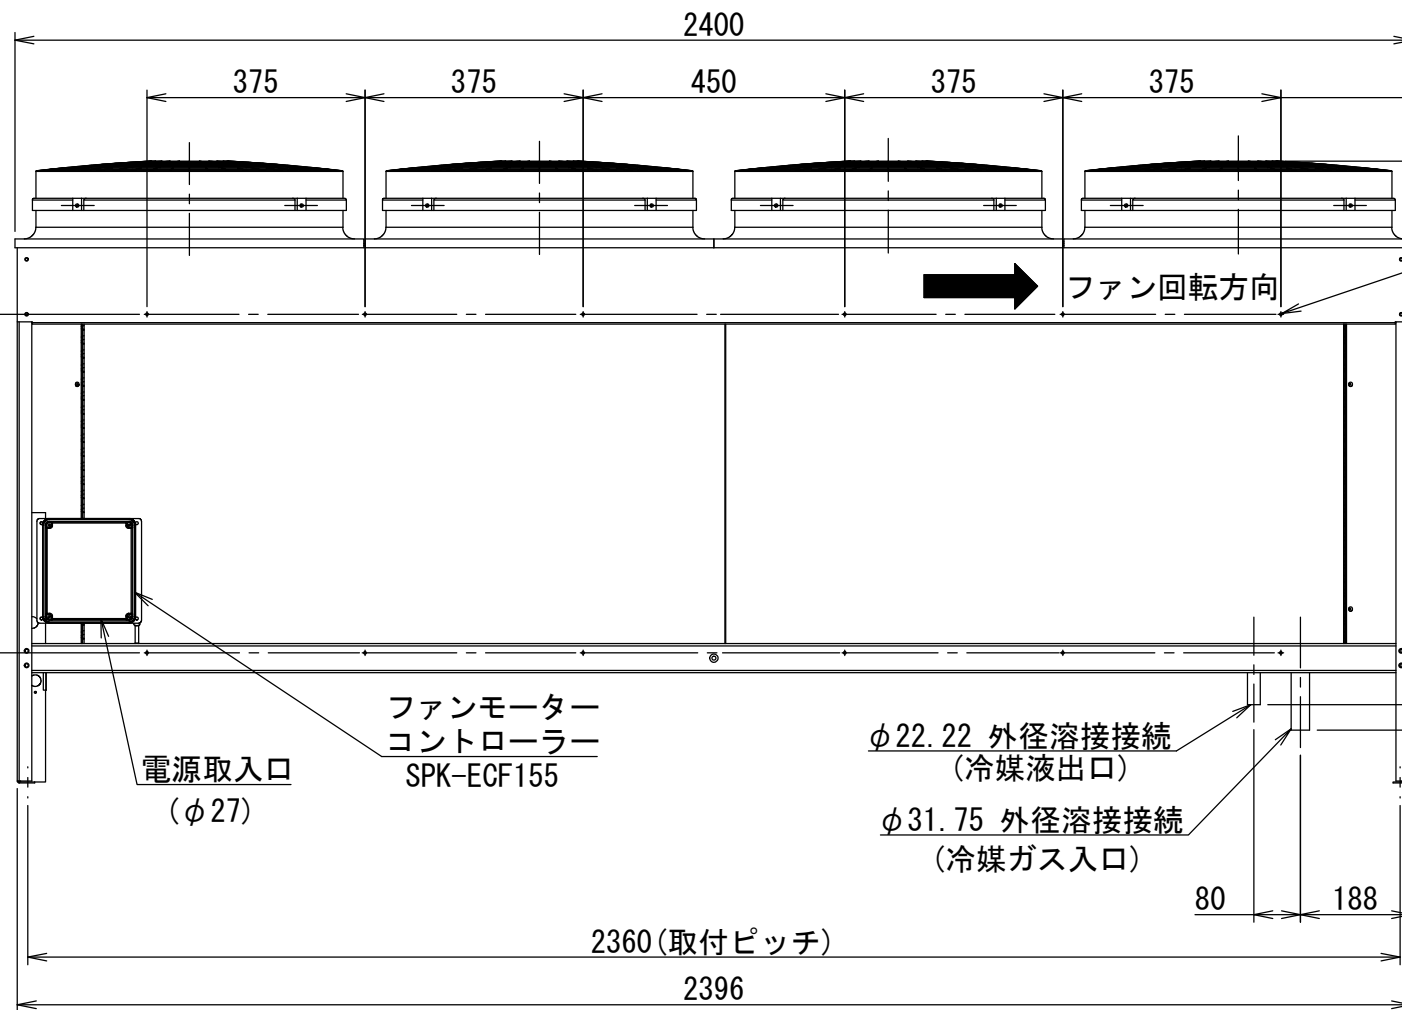 2400
375 375 450 375 375
ファン回転方向
ファンモーター
コントローラー
SPK-ECF155
電源取入口
(φ27)
φ22.22 外径溶接接続
(冷媒液出口)
φ31.75 外径溶接接続
(冷媒ガス入口)
80 188
2360(取付ピッチ)
2396